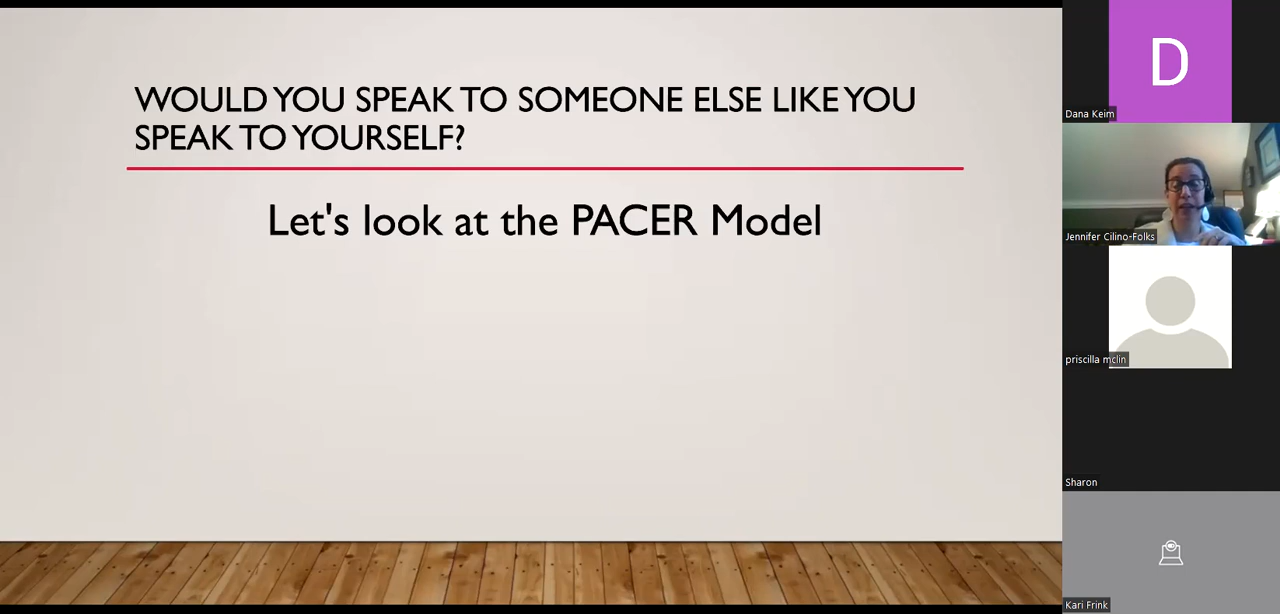 WOULD YOU SPEAK TO SOMEONE ELSE LIKE YOU
SPEAK TO YOURSELF?
Let's look at the PACER Model
D
Dana Keim
Jennifer Cilino-Folks
priscilla mclin
Sharon
Kari Frink